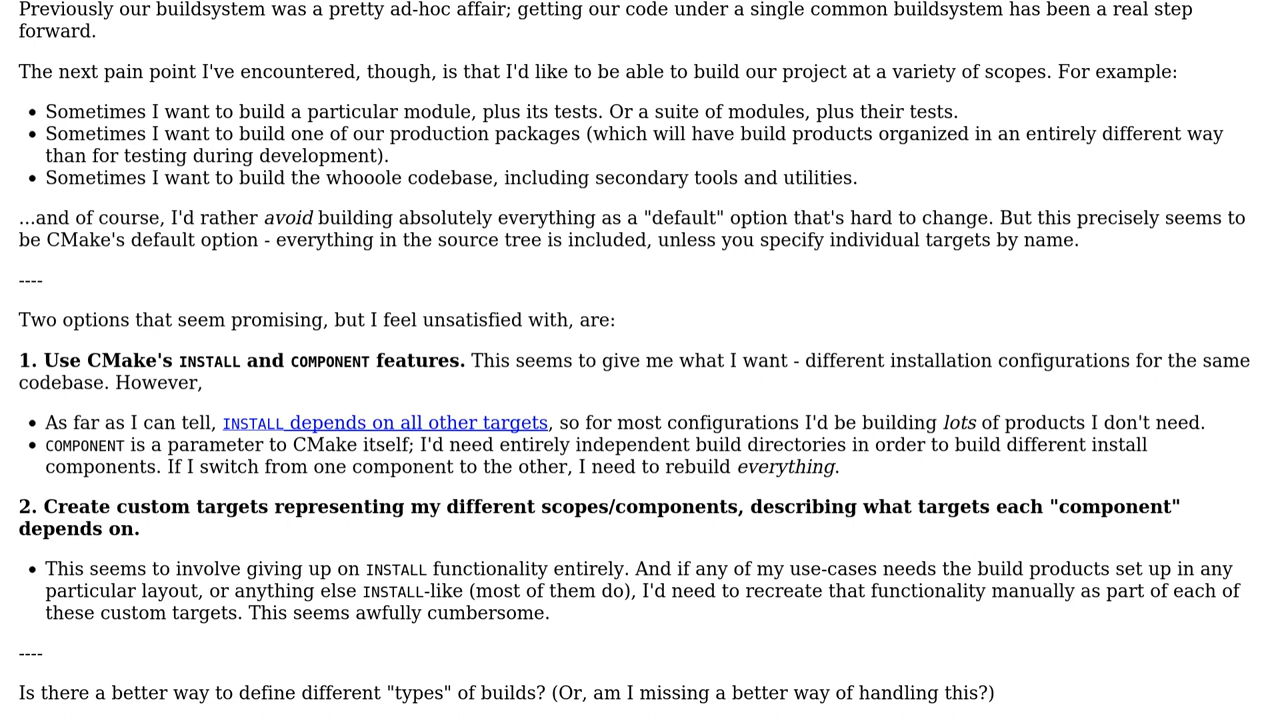 Previously our buildsystem was a pretty ad-hoc affair; getting our code under a single common buildsystem has been a real step
forward.
The next pain point I've encountered, though, is that I'd like to be able to build our project at a variety of scopes. For example:
• Sometimes I want to build a particular module, plus its tests. Or a suite of modules, plus their tests.
• Sometimes I want to build one of our production packages (which will have build products organized in an entirely different way
than for testing during development).
• Sometimes I want to build the whooole codebase, including secondary tools and utilities.
...and of course, I'd rather avoid building absolutely everything as a "default" option that's hard to change. But this precisely seems to
be CMake's default option - everything in the source tree is included, unless you specify individual targets by name.
----
Two options that seem promising, but I feel unsatisfied with, are:
1. Use CMake's INSTALL and COMPONENT features. This seems to give me what I want - different installation configurations for the same
codebase. However,
• As far as I can tell, INSTALL depends on all other targets, so for most configurations I'd be building lots of products I don't need.
• COMPONENT is a parameter to CMake itself; I'd need entirely independent build directories in order to build different install
components. If I switch from one component to the other, I need to rebuild everything.
2. Create custom targets representing my different scopes/components, describing what targets each "component"
depends on.
• This seems to involve giving up on INSTALL functionality entirely. And if any of my use-cases needs the build products set up in any
particular layout, or anything else INSTALL-like (most of them do), I'd need to recreate that functionality manually as part of each of
these custom targets. This seems awfully cumbersome.
----
Is there a better way to define different "types" of builds? (Or, am I missing a better way of handling this?)